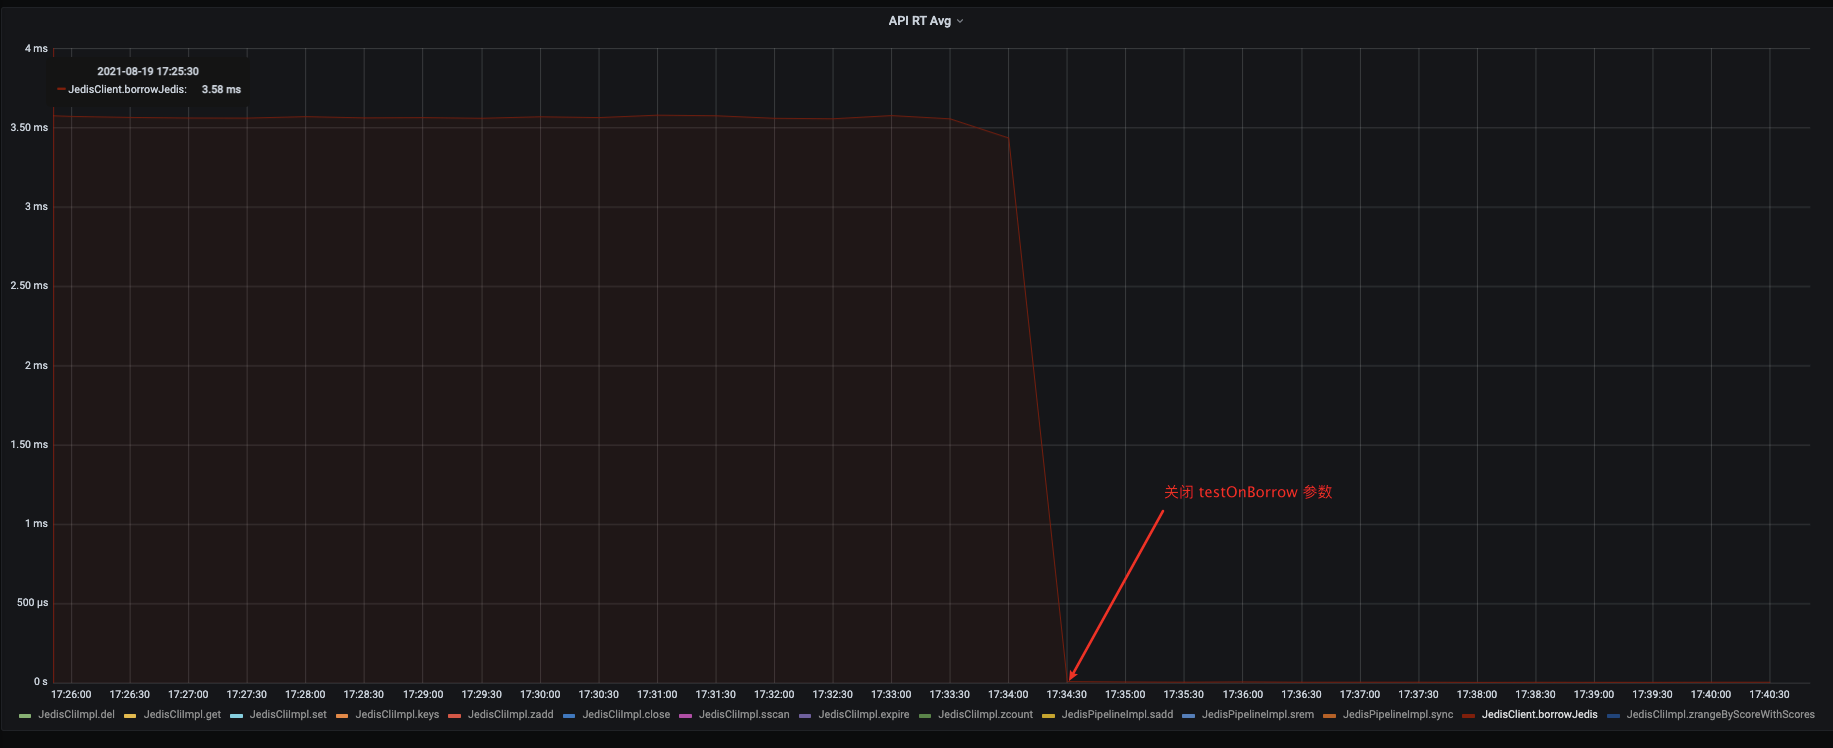 API RT Avg
4 ms
2021-08-19 17:25:30
JedisClient.borrowJedis: 3.58 ms
3.50 ms
3 ms
2.50 ms
2 ms
1.50 ms
关闭 testOnBorrow 参数
1 ms
500 µs
0 s
17:26:00 17:26:30 17:27:00 17:27:30 17:28:00 17:28:30 17:29:00 17:29:30 17:30:00 17:30:30 17:31:00 17:31:30 17:32:00 17:32:30 17:33:00 17:33:30 17:34:00 17:34:30 17:35:00 17:35:30 17:36:00 17:36:30 17:37:00 17:37:30 17:38:00 17:38:30 17:39:00 17:39:30 17:40:00 17:40:30
JedisCliImpl.del JedisCliImpl.get JedisCliImpl.set JedisCliImpl.keys JedisCliImpl.zadd JedisCliImpl.close JedisCliImpl.sscan JedisCliImpl.expire JedisCliImpl.zcount JedisPipelineImpl.sadd JedisPipelineImpl.srem JedisPipelineImpl.sync JedisClient.borrowJedis JedisCliImpl.zrangeByScoreWithScores